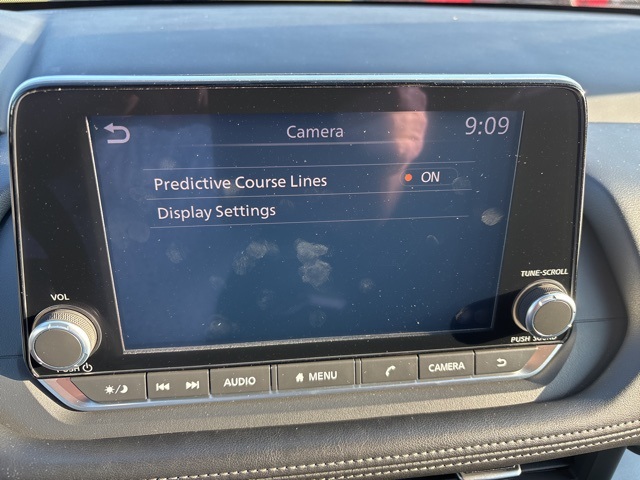 Camera
9:09
Predictive Course Lines
ON
Display Settings
TUNE·SCROLL
VOL
PUSH SOUND
PUSH
AUDIO
MENU
CAMERA